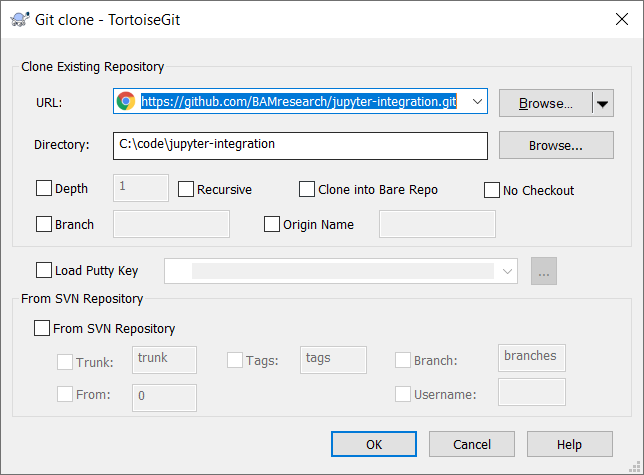 Git clone - TortoiseGit
Clone Existing Repository
URL: https://github.com/BAMresearch/jupyter-integration.git Browse...
Directory: C:\code\jupyter-integration Browse...
Depth 1 Recursive Clone into Bare Repo No Checkout
Branch Origin Name
Load Putty Key ...
From SVN Repository
From SVN Repository
Trunk: trunk Tags: tags Branch: branches
From: 0 Username:
OK Cancel Help